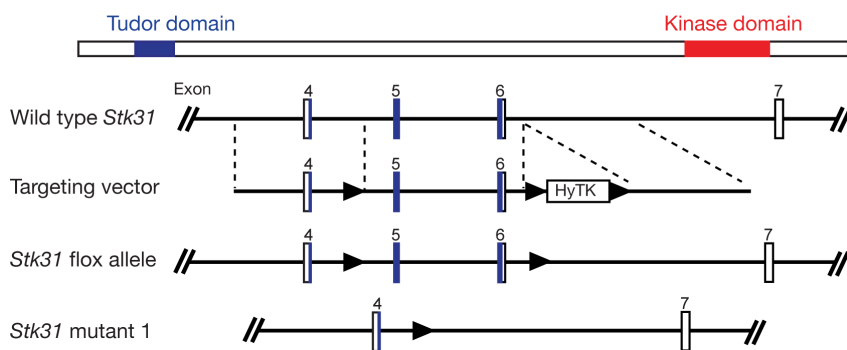 Tudor domain Kinase domain
Exon
4 5 6 7
Wild type Stk31
4 5 6
Targeting vector HyTK
4 5 6 7
Stk31 flox allele
4 7
Stk31 mutant 1